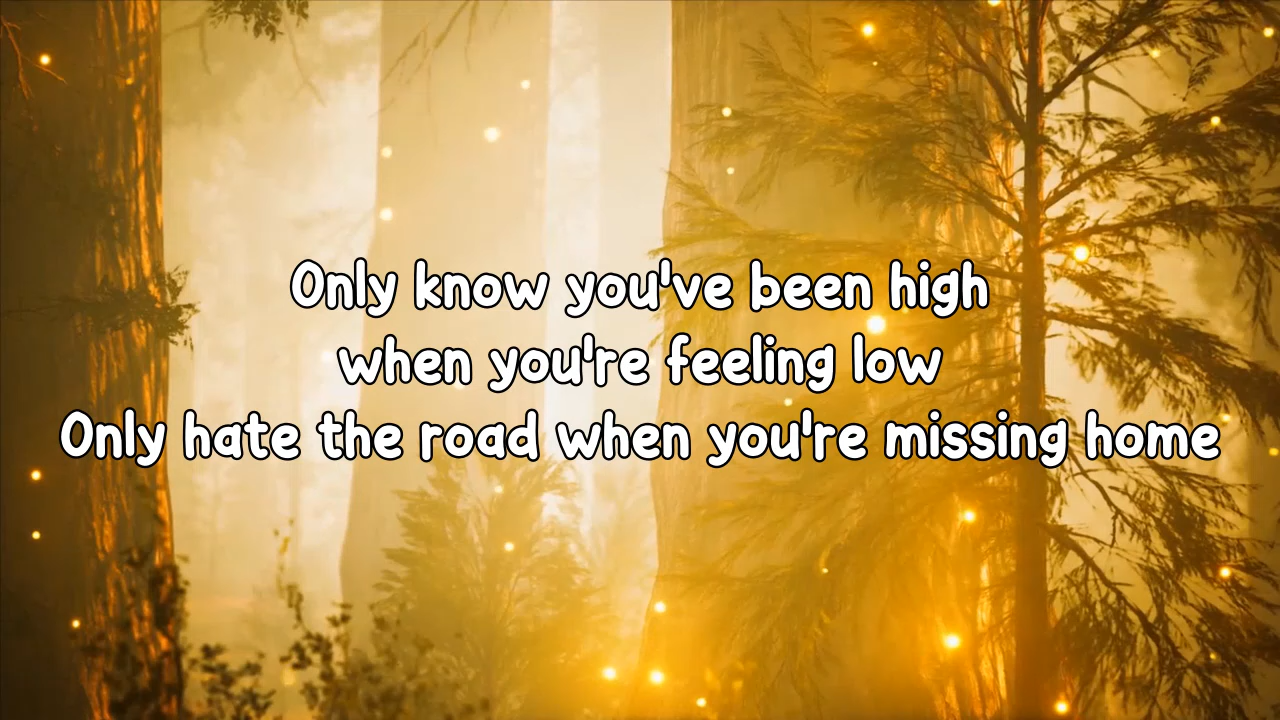 Only know you've been high
when you're feeling low
Only hate the road when you're missing home